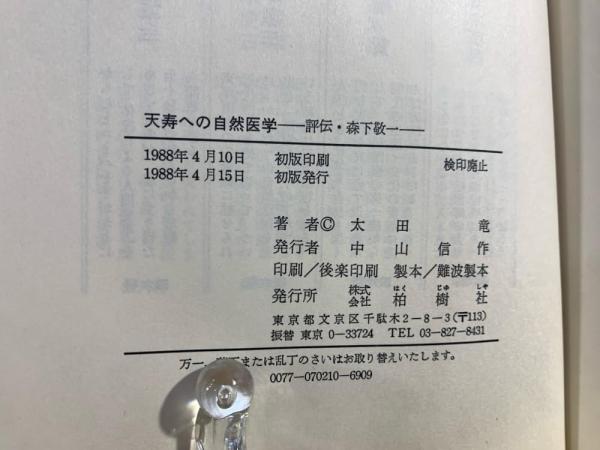 天寿への自然医学――評伝・森下敬一――
1988年4月10日 初版印刷 検印廃止
1988年4月15日 初版発行
著者© 太田竜
発行者 中山信作
印刷/後楽印刷 製本/難波製本
発行所 株式会社 柏樹社 はくじゅしゃ
東京都文京区千駄木2-8-3(〒113)
振替 東京 0-33724 TEL 03-827-8431
万一、または乱丁のさいはお取り替えいたします。
0077-070210-6909